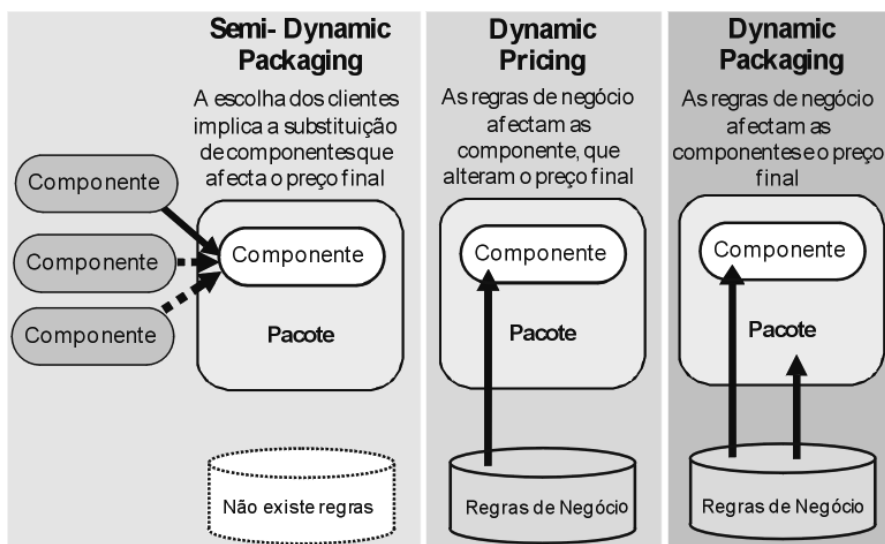 Semi- Dynamic
Packaging
A escolha dos clientes
implica a substituição
de componentes que
afecta o preço final
Componente
Componente
Componente
Componente
Pacote
Não existe regras
Dynamic
Pricing
As regras de negócio
afectam as
componente, que
alteram o preço final
Componente
Pacote
Regras de Negócio
Dynamic
Packaging
As regras de negócio
afectam as
componentes e o preço
final
Componente
Pacote
Regras de Negócio